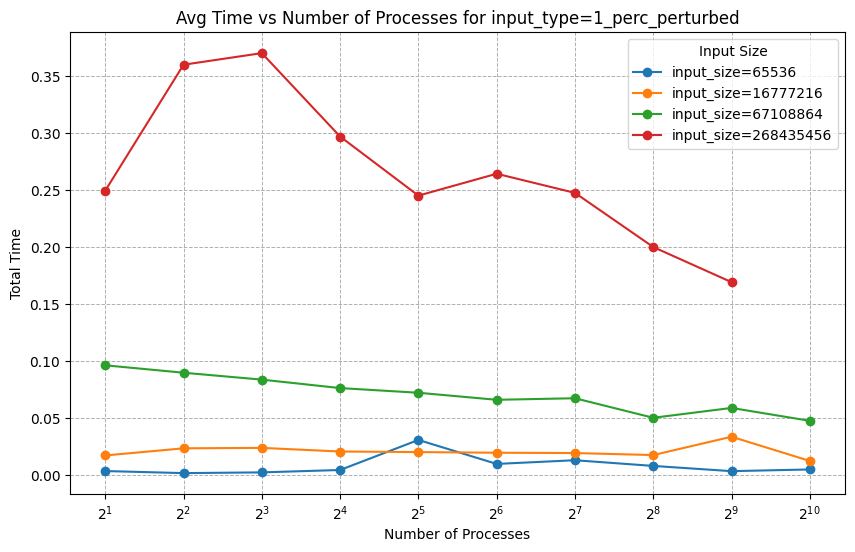 Avg Time vs Number of Processes for input_type=1_perc_perturbed
Input Size
input_size=65536
input_size=16777216
input_size=67108864
input_size=268435456
Total Time
0.35
0.30
0.25
0.20
0.15
0.10
0.05
0.00
2^1 2^2 2^3 2^4 2^5 2^6 2^7 2^8 2^9 2^10
Number of Processes